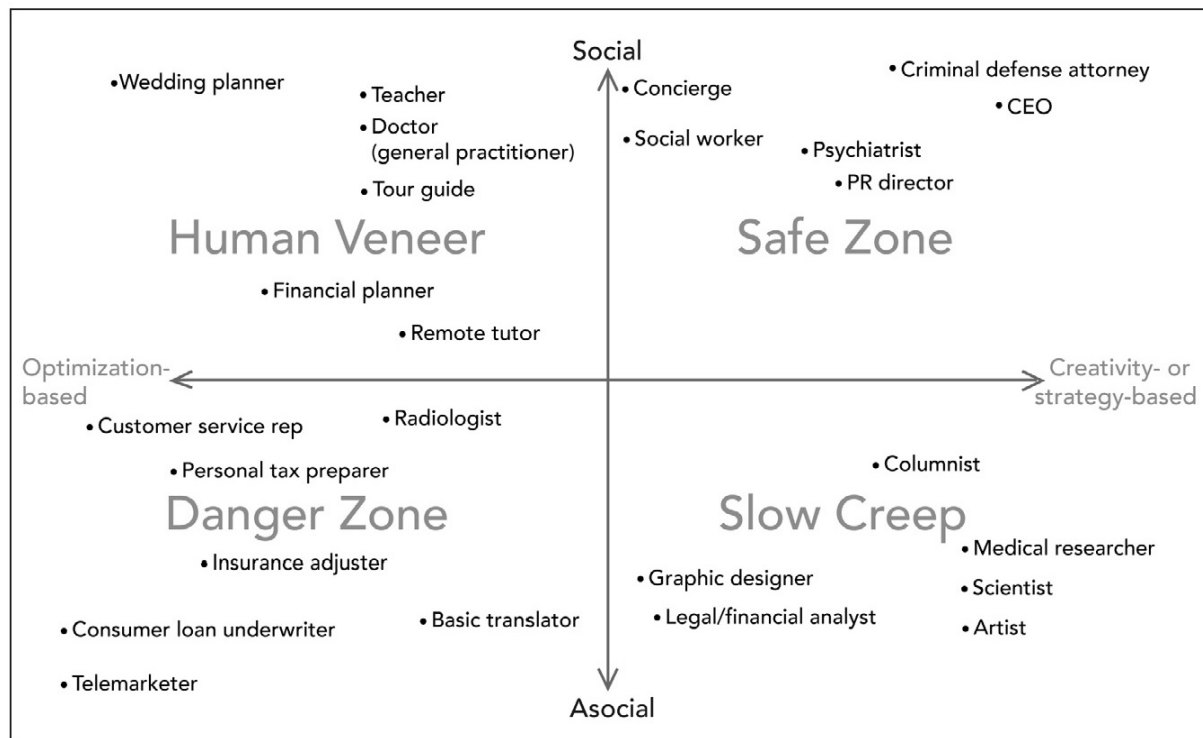 Social
•Wedding planner
•Teacher
•Doctor
(general practitioner)
•Tour guide
•Concierge
•Social worker
•Criminal defense attorney
•CEO
•Psychiatrist
•PR director
Human Veneer
Safe Zone
•Financial planner
•Remote tutor
Optimization-
based
Creativity- or
strategy-based
•Customer service rep
•Radiologist
•Personal tax preparer
•Columnist
Danger Zone
Slow Creep
•Insurance adjuster
•Basic translator
•Consumer loan underwriter
•Telemarketer
•Medical researcher
•Graphic designer
•Scientist
•Legal/financial analyst
•Artist
Asocial